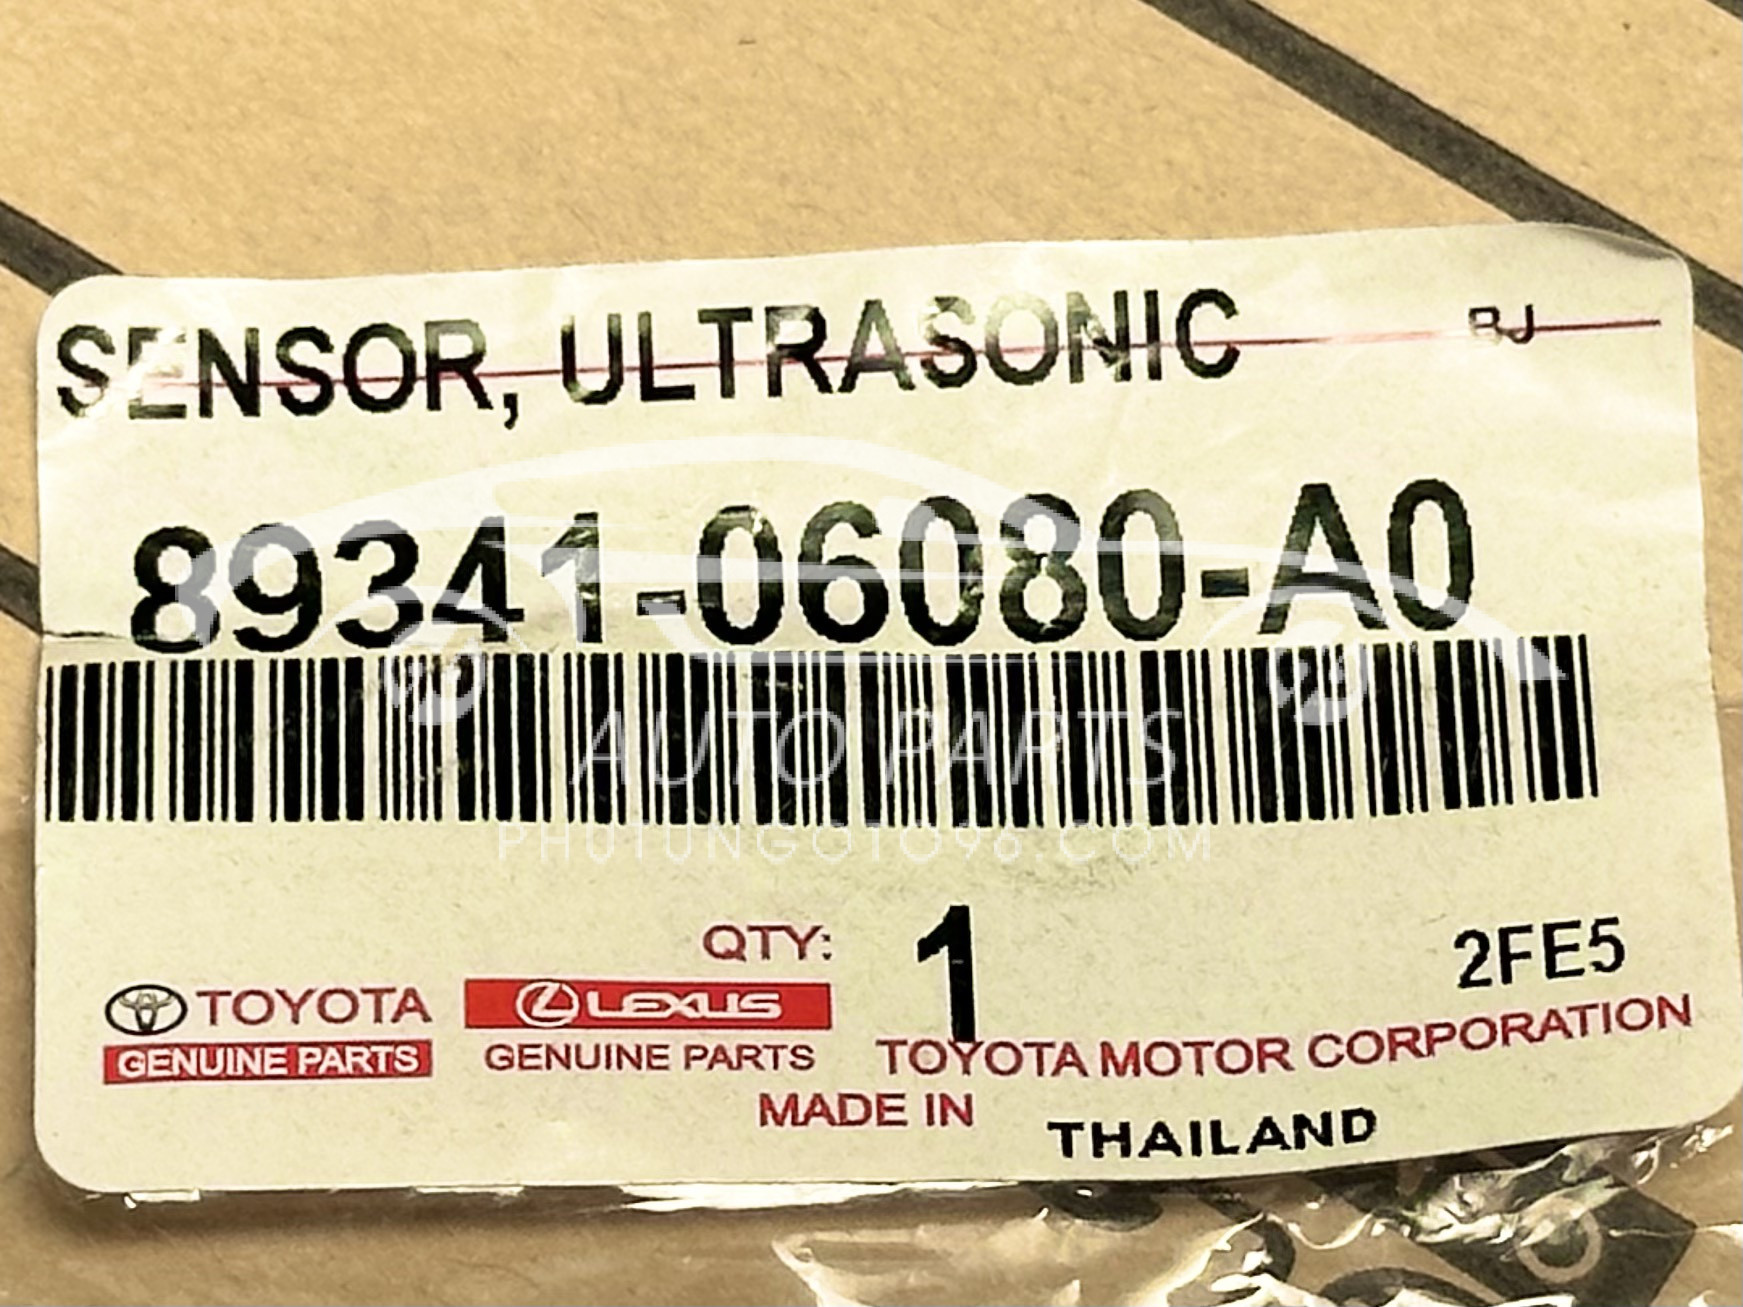 SENSOR, ULTRASONIC BJ
89341-06080-A0
AUTO PARTS
PHUTUNGOTO96.COM
QTY: 1 2FE5
TOYOTA LEXUS
GENUINE PARTS GENUINE PARTS TOYOTA MOTOR CORPORATION
MADE IN THAILAND